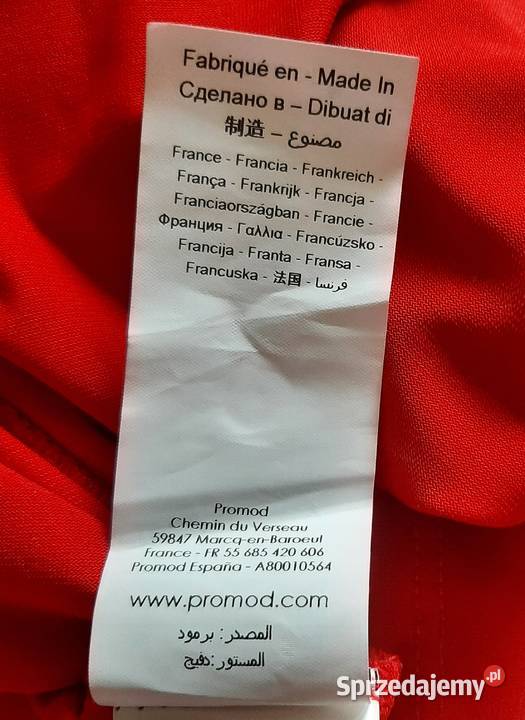 Fabriqué en - Made In
Сделано в – Dibuat di
制造 – مصنوع
France - Francia - Frankreich -
França - Frankrijk - Francja -
Franciaországban - Francie -
Франция - Γαλλια - Francúzsko -
Francija - Franta - Fransa -
Francuska - 法国 - فرنسا
Promod
Chemin du Verseau
59847 Marcq-en-Baroeul
France - FR 55 685 420 606
Promod España - A80010564
www.promod.com
المصدر: برمود
المستور: دفيج
Sprzedajemy.pl